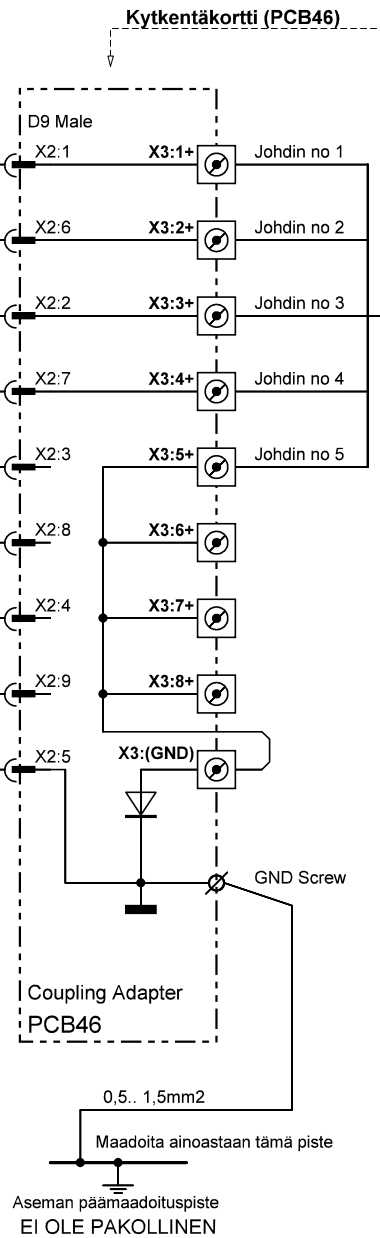 Kytkentäkortti (PCB46)
D9 Male
X2:1 X3:1+ Johdin no 1
X2:6 X3:2+ Johdin no 2
X2:2 X3:3+ Johdin no 3
X2:7 X3:4+ Johdin no 4
X2:3 X3:5+ Johdin no 5
X2:8 X3:6+
X2:4 X3:7+
X2:9 X3:8+
X2:5 X3:(GND)
GND Screw
Coupling Adapter
PCB46
0,5.. 1,5mm2
Maadoita ainoastaan tämä piste
Aseman päämaadoituspiste
EI OLE PAKOLLINEN